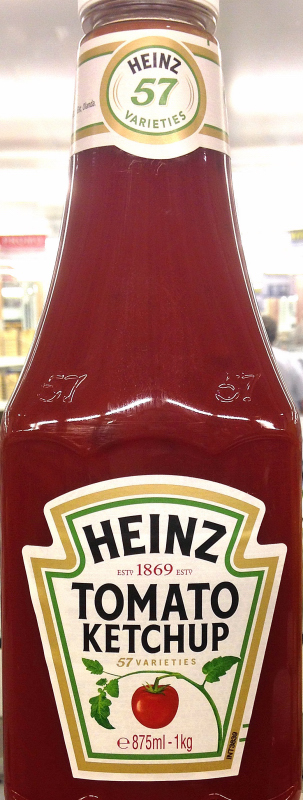 HEINZ
57
VARIETIES
57 57
HEINZ
ESTD 1869 ESTD
TOMATO
KETCHUP
57 VARIETIES
℮ 875ml - 1kg